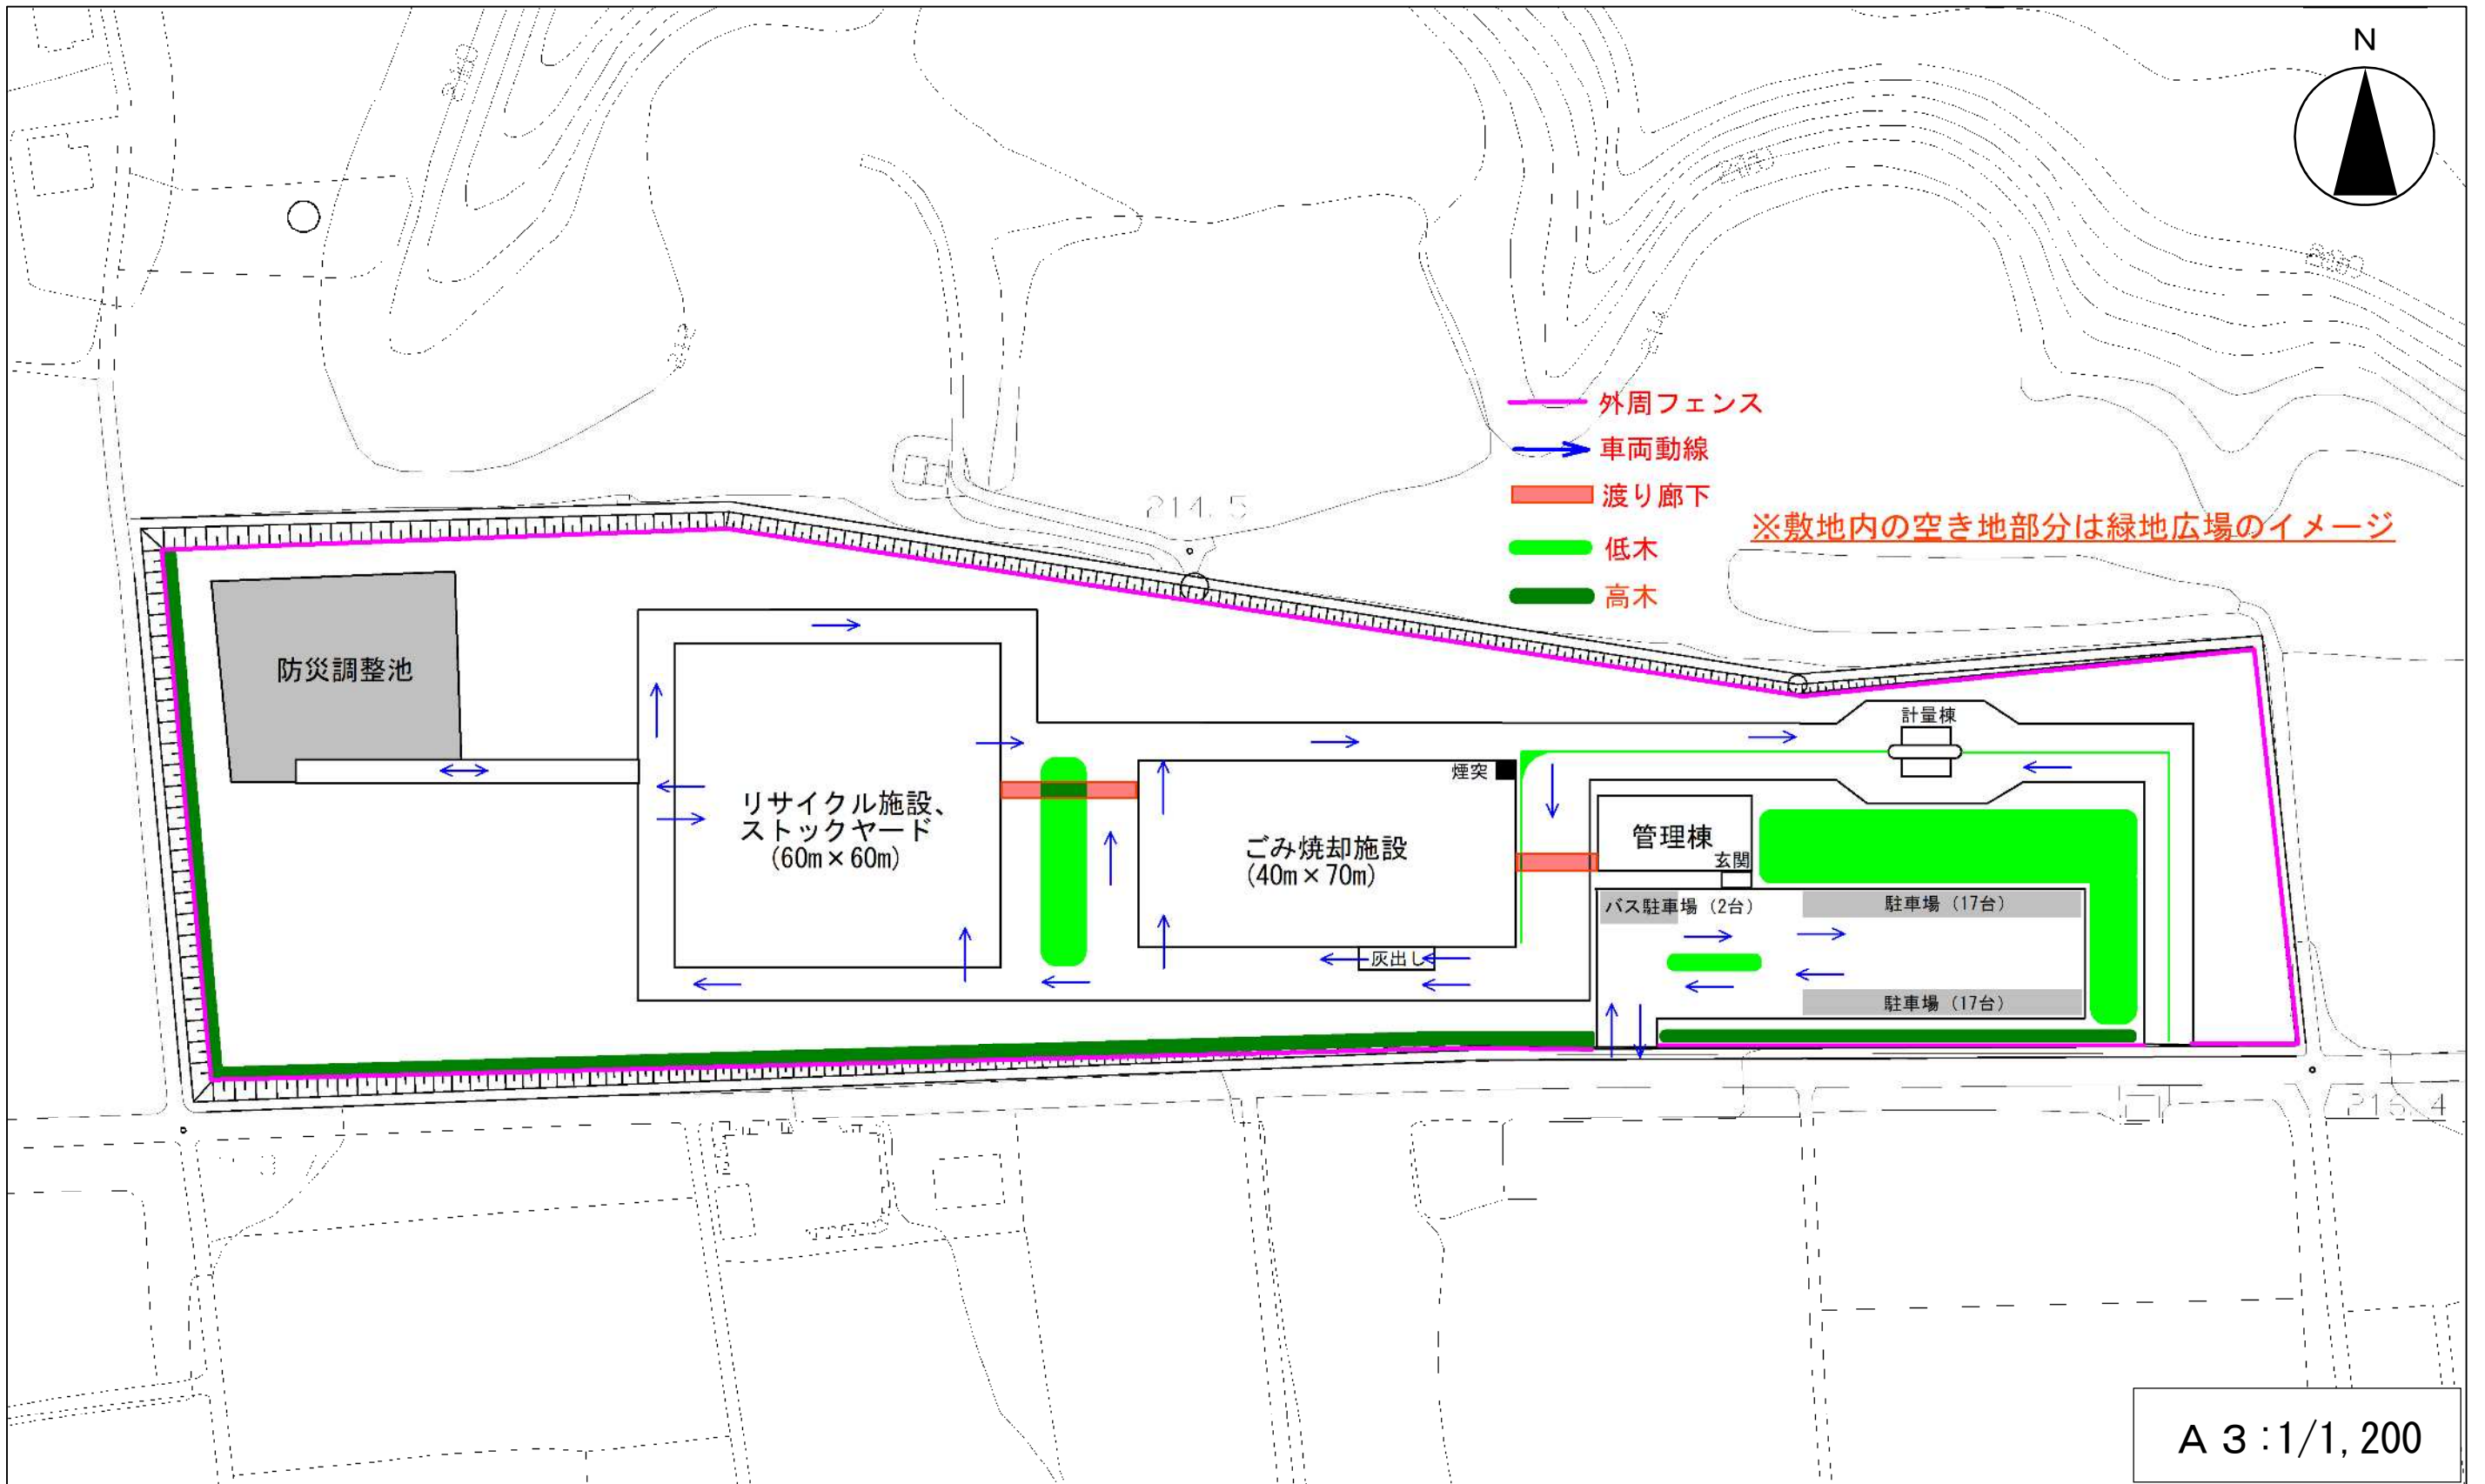 N
外周フェンス
車両動線
渡り廊下
214.5
※敷地内の空き地部分は緑地広場のイメージ
低木
高木
防災調整池
計量棟
煙突
リサイクル施設、
ストックヤード
(60m×60m)
ごみ焼却施設
(40m×70m)
管理棟
玄関
バス駐車場（2台）
駐車場（17台）
灰出し
駐車場（17台）
A3:1/1,200